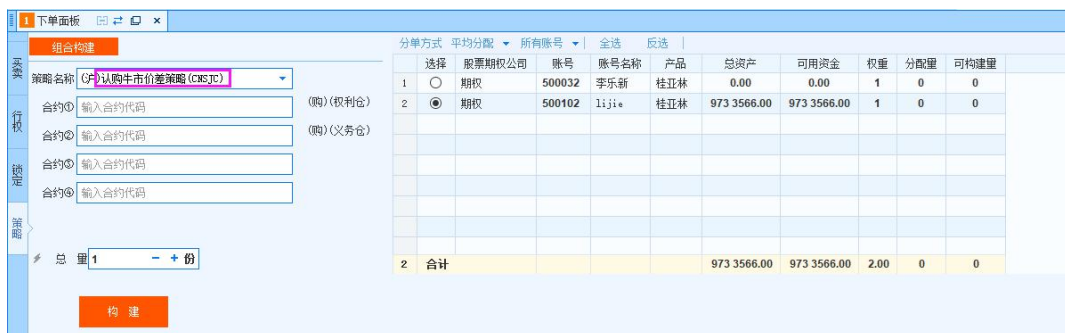 1 下单面板 ×
组合构建
分单方式 平均分配 所有账号 全选 反选
选择 股票期权公司 账号 账号名称 产品 总资产 可用资金 权重 分配量 可构建量
买卖
策略名称 (沪)认购牛市价差策略(CNSJC)
1 期权 500032 李乐新 桂亚林 0.00 0.00 1 0 0
合约① 输入合约代码 (购)(权利仓)
2 期权 500102 lijie 桂亚林 973 3566.00 973 3566.00 1 0 0
行权
合约② 输入合约代码 (购)(义务仓)
合约③ 输入合约代码
锁定
合约④ 输入合约代码
策略
总 量 1 - + 份
2 合计 973 3566.00 973 3566.00 2.00 0 0
构 建